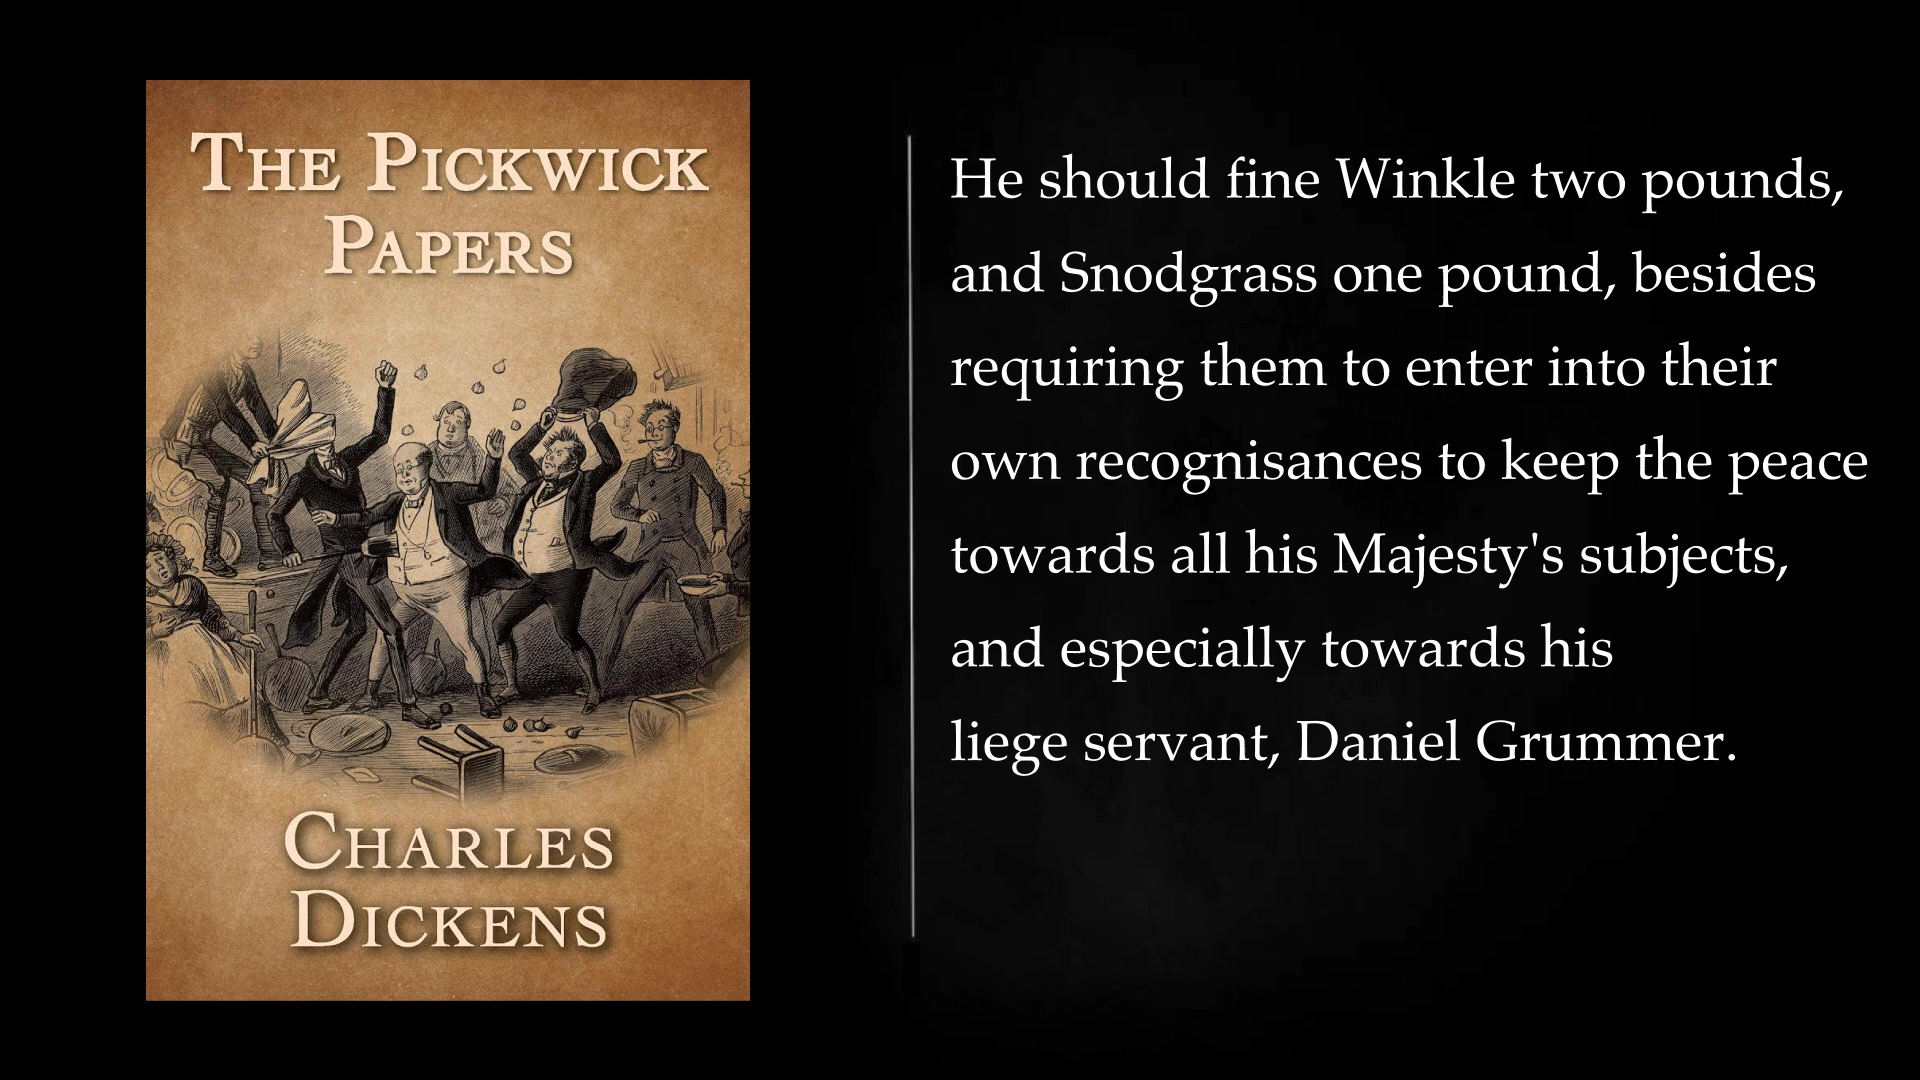 THE PICKWICK
PAPERS
CHARLES
DICKENS
He should fine Winkle two pounds,
and Snodgrass one pound, besides
requiring them to enter into their
own recognisances to keep the peace
towards all his Majesty's subjects,
and especially towards his
liege servant, Daniel Grummer.